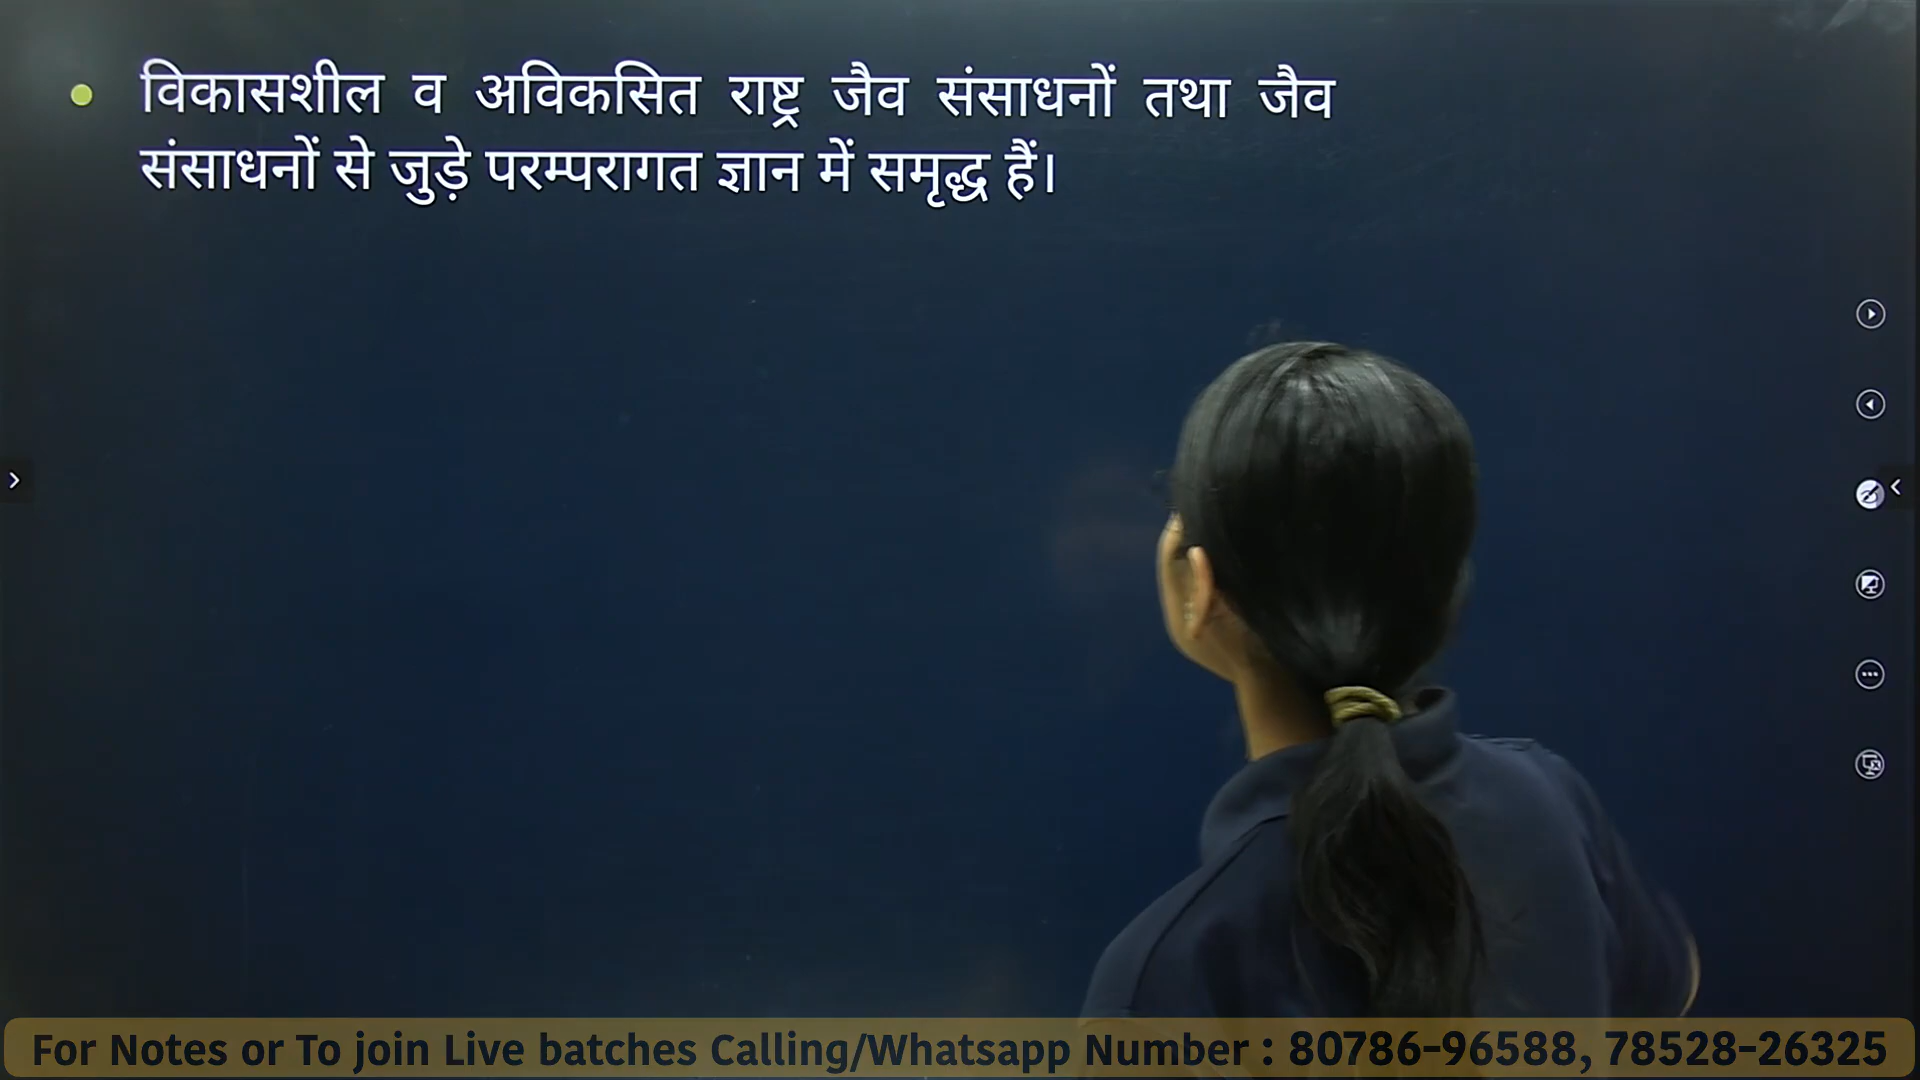 विकासशील व अविकसित राष्ट्र जैव संसाधनों तथा जैव
संसाधनों से जुड़े परम्परागत ज्ञान में समृद्ध हैं।
For Notes or To join Live batches Calling/Whatsapp Number : 80786-96588, 78528-26325